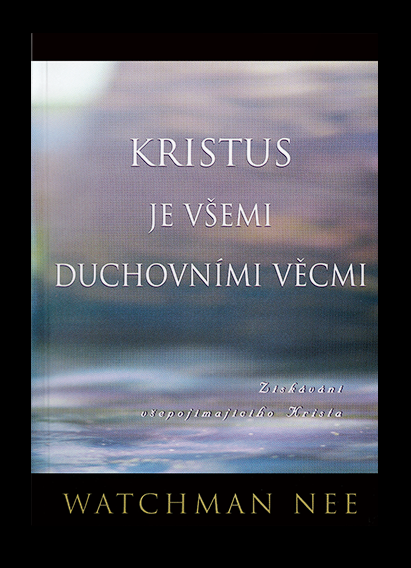 KRISTUS
JE VŠEMI
DUCHOVNÍMI VĚCMI
Získávání
všepojímajícího Krista
WATCHMAN NEE